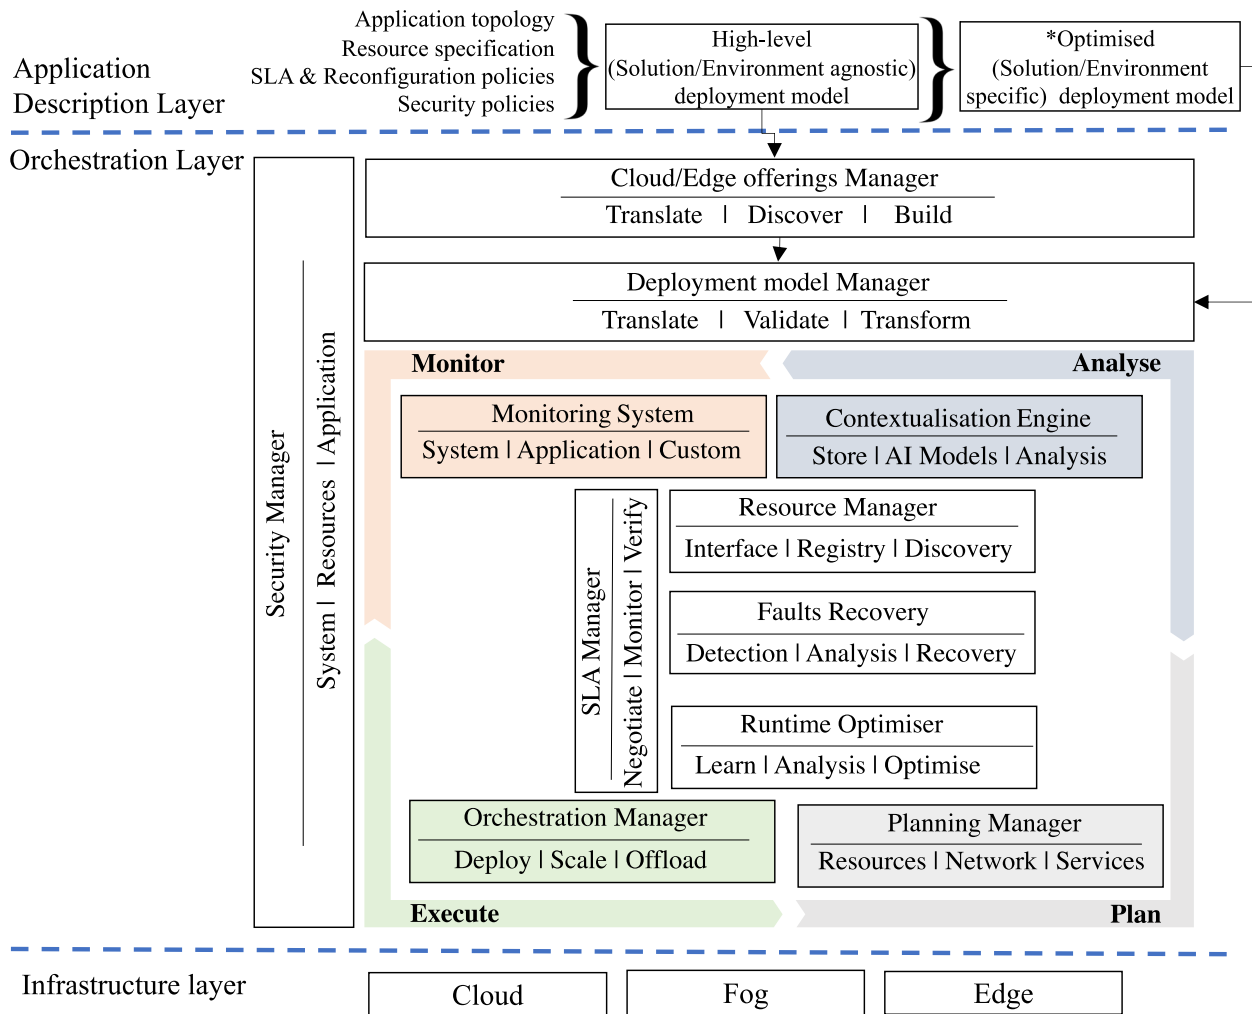 Application topology
Resource specification
SLA & Reconfiguration policies
Security policies
High-level
(Solution/Environment agnostic)
deployment model
*Optimised
(Solution/Environment
specific) deployment model
Application
Description Layer
Orchestration Layer
Cloud/Edge offerings Manager
Translate | Discover | Build
Deployment model Manager
Translate | Validate | Transform
Security Manager
System | Resources | Application
Monitor
Analyse
Monitoring System
System | Application | Custom
Contextualisation Engine
Store | AI Models | Analysis
SLA Manager
Negotiate | Monitor | Verify
Resource Manager
Interface | Registry | Discovery
Faults Recovery
Detection | Analysis | Recovery
Runtime Optimiser
Learn | Analysis | Optimise
Orchestration Manager
Deploy | Scale | Offload
Planning Manager
Resources | Network | Services
Execute
Plan
Infrastructure layer
Cloud
Fog
Edge